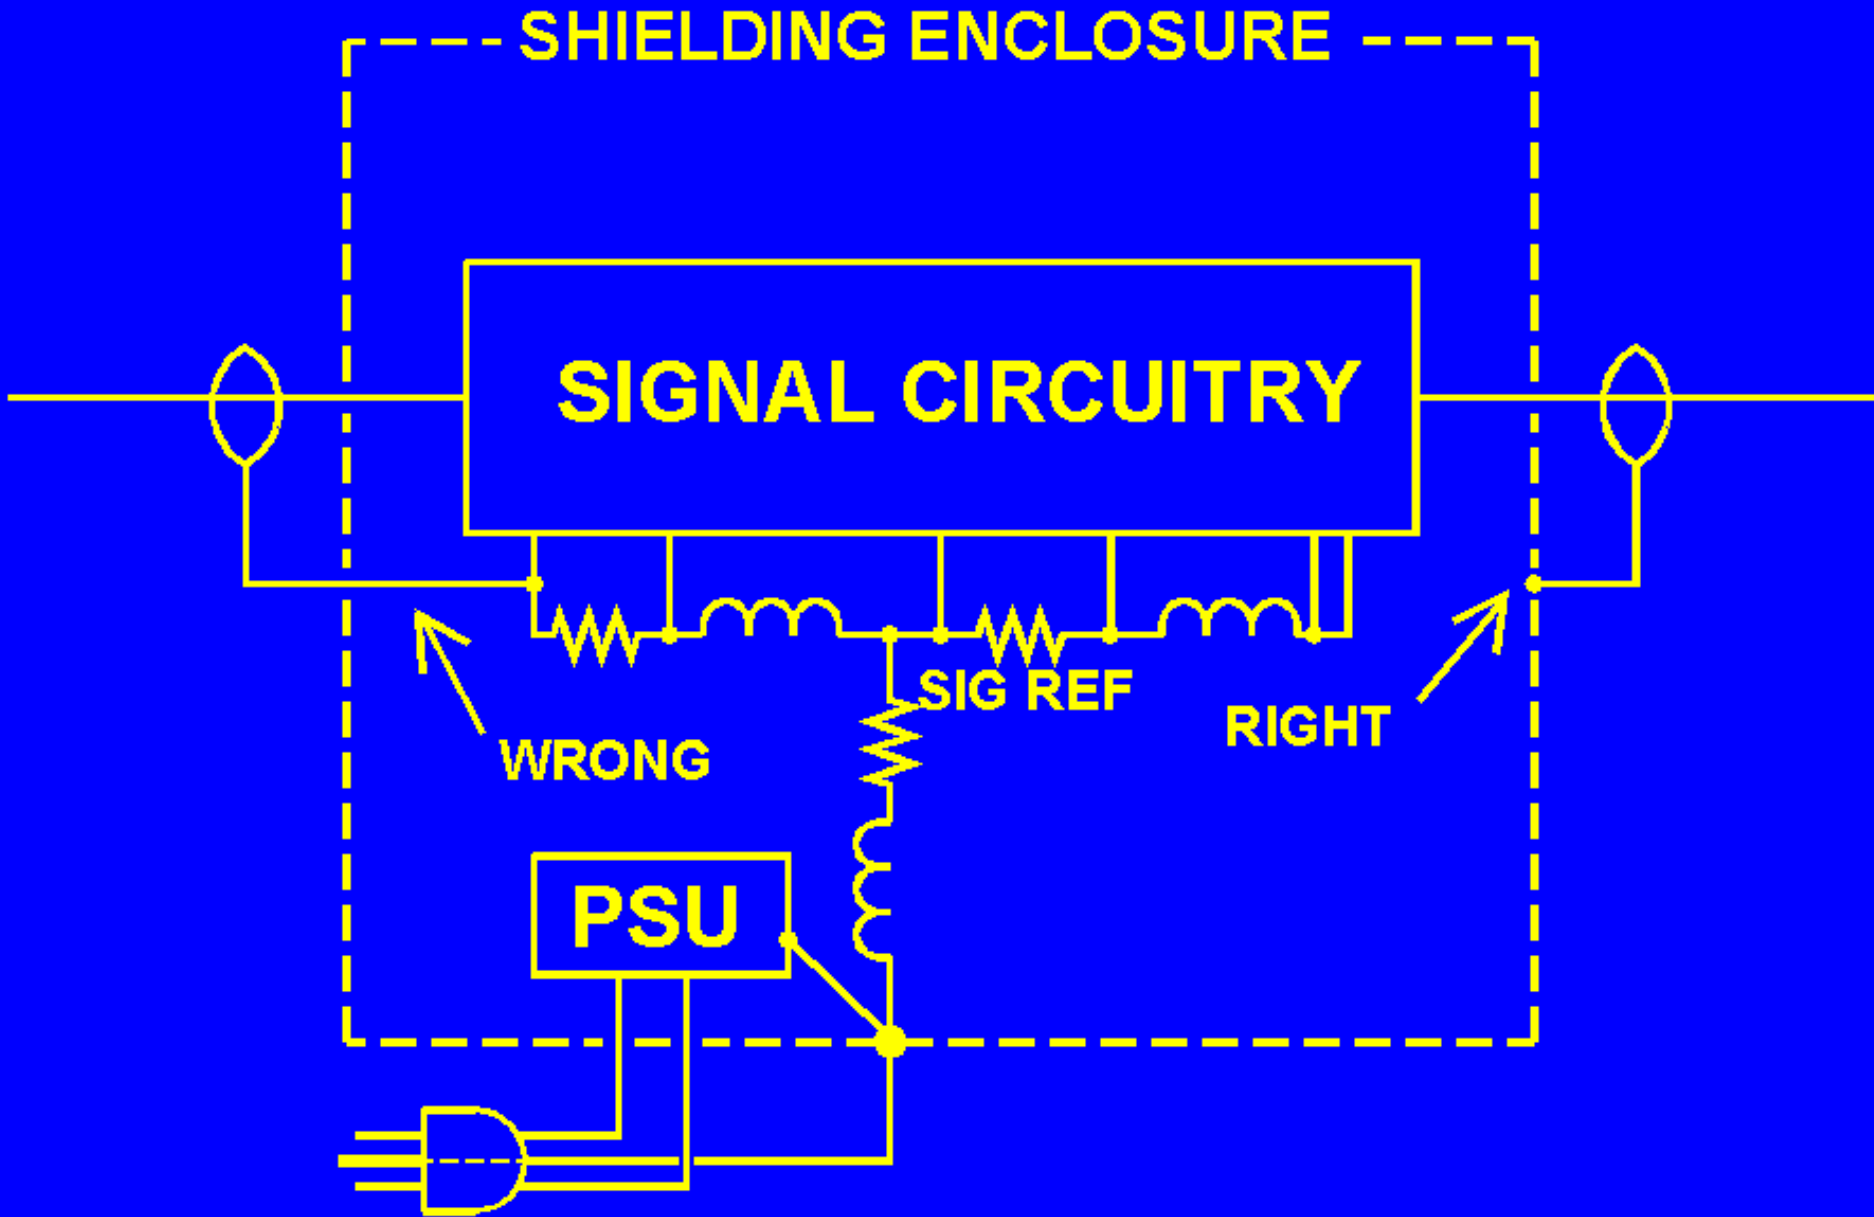 SHIELDING ENCLOSURE
SIGNAL CIRCUITRY
SIG REF
RIGHT
WRONG
PSU